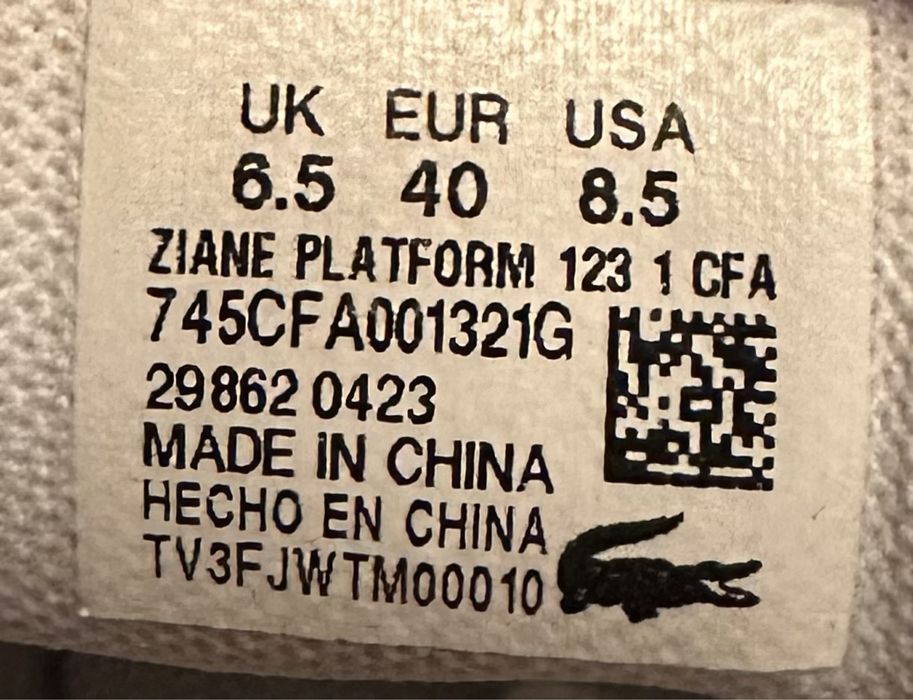 UK EUR USA
6.5 40 8.5
ZIANE PLATFORM 123 1 CFA
745CFA001321G
29862 0423
MADE IN CHINA
HECHO EN CHINA
TV3FJWTM00010